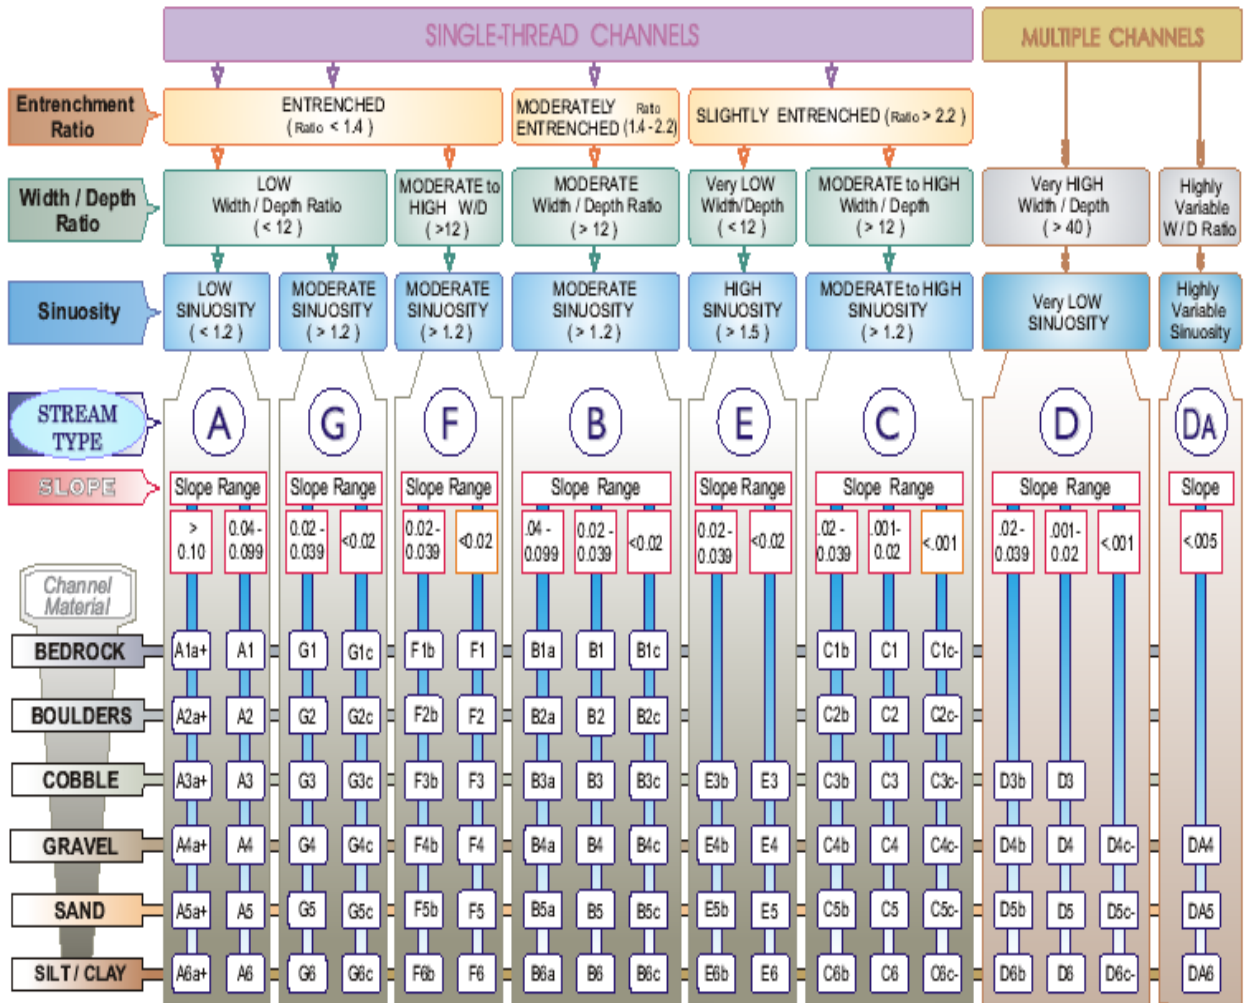 SINGLE-THREAD CHANNELS
MULTIPLE CHANNELS
Entrenchment
Ratio
ENTRENCHED
( Ratio < 1.4 )
MODERATELY Ratio
ENTRENCHED (1.4 - 2.2)
SLIGHTLY ENTRENCHED ( Ratio > 2.2 )
Width / Depth
Ratio
LOW
Width / Depth Ratio
( < 12 )
MODERATE to
HIGH W/D
( >12 )
MODERATE
Width / Depth Ratio
( > 12 )
Very LOW
Width/Depth
( < 12 )
MODERATE to HIGH
Width / Depth
( > 12 )
Very HIGH
Width / Depth
( > 40 )
Highly
Variable
W / D Ratio
Sinuosity
LOW
SINUOSITY
( < 1.2 )
MODERATE
SINUOSITY
( > 1.2 )
MODERATE
SINUOSITY
( > 1.2 )
MODERATE
SINUOSITY
( > 1.2 )
HIGH
SINUOSITY
( > 1.5 )
MODERATE to HIGH
SINUOSITY
( > 1.2 )
Very LOW
SINUOSITY
Highly
Variable
Sinuosity
STREAM
TYPE
A G F B E C D DA
SLOPE
Slope Range Slope Range Slope Range Slope Range Slope Range Slope Range Slope Range Slope
>
0.10
0.04 -
0.099
0.02 -
0.039
<0.02
0.02 -
0.039
<0.02
.04 -
0.099
0.02 -
0.039
<0.02
0.02 -
0.039
<0.02
.02 -
0.039
.001-
0.02
<.001
.02 -
0.039
.001-
0.02
<.001
<.005
Channel
Material
BEDROCK A1a+ A1 G1 G1c F1b F1 B1a B1 B1c C1b C1 C1c-
BOULDERS A2a+ A2 G2 G2c F2b F2 B2a B2 B2c C2b C2 C2c-
COBBLE A3a+ A3 G3 G3c F3b F3 B3a B3 B3c E3b E3 C3b C3 C3c- D3b D3
GRAVEL A4a+ A4 G4 G4c F4b F4 B4a B4 B4c E4b E4 C4b C4 C4c- D4b D4 D4c- DA4
SAND A5a+ A5 G5 G5c F5b F5 B5a B5 B5c E5b E5 C5b C5 C5c- D5b D5 D5c- DA5
SILT / CLAY A6a+ A6 G6 G6c F6b F6 B6a B6 B6c E6b E6 C6b C6 C6c- D6b D6 D6c- DA6